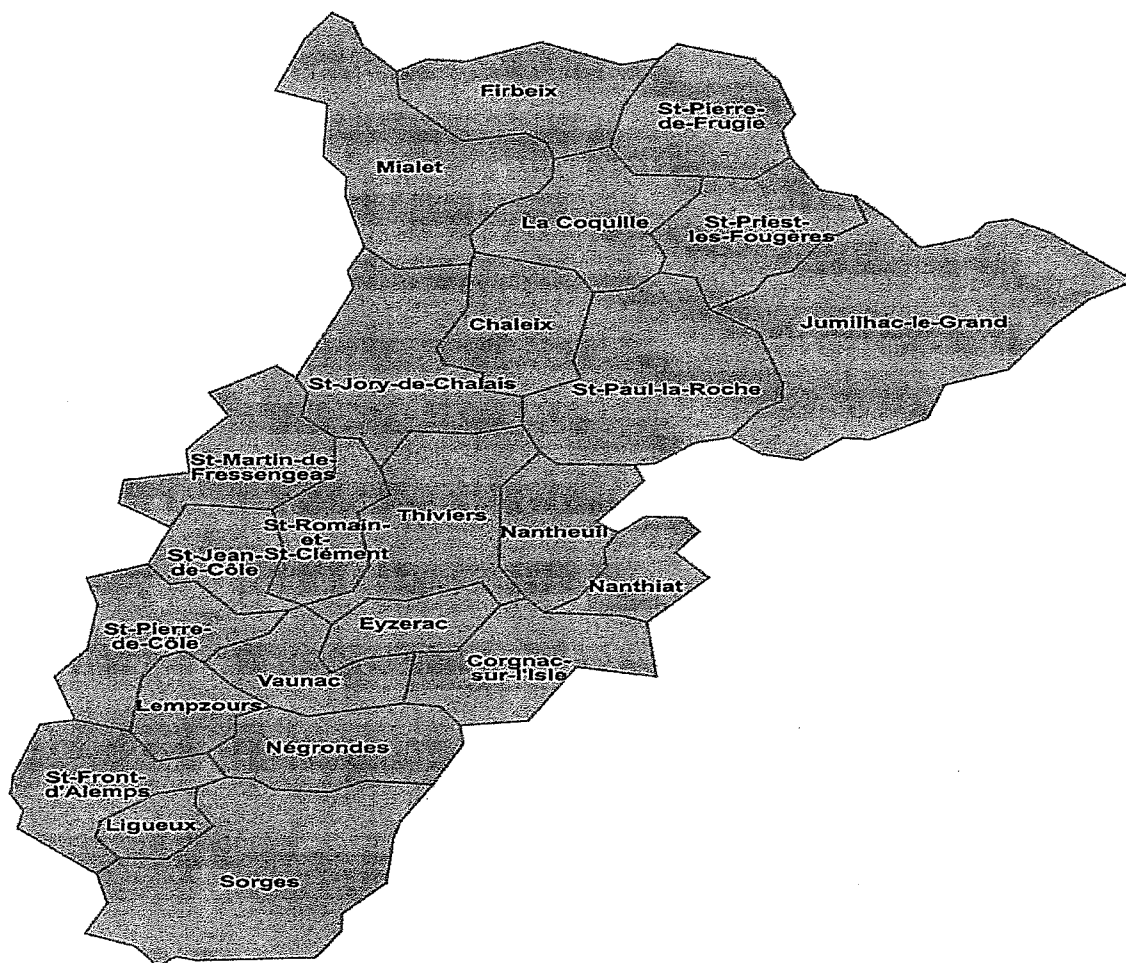 Firbeix
St-Pierre-
de-Frugie
Mialet
La Coquille
St-Priest-
les-Fougères
Chaleix
Jumilhac-le-Grand
St-Jory-de-Chalais
St-Paul-la-Roche
St-Martin-de-
Fressengeas
Thiviers
St-Romain-
et-
St-Clément
Nantheuil
St-Jean-
de-Côle
Nanthiat
Eyzerac
St-Pierre-
de-Côle
Corgnac-
sur-l'Isle
Vaunac
Lempzours
Négrondes
St-Front-
d'Alemps
Ligueux
Sorges